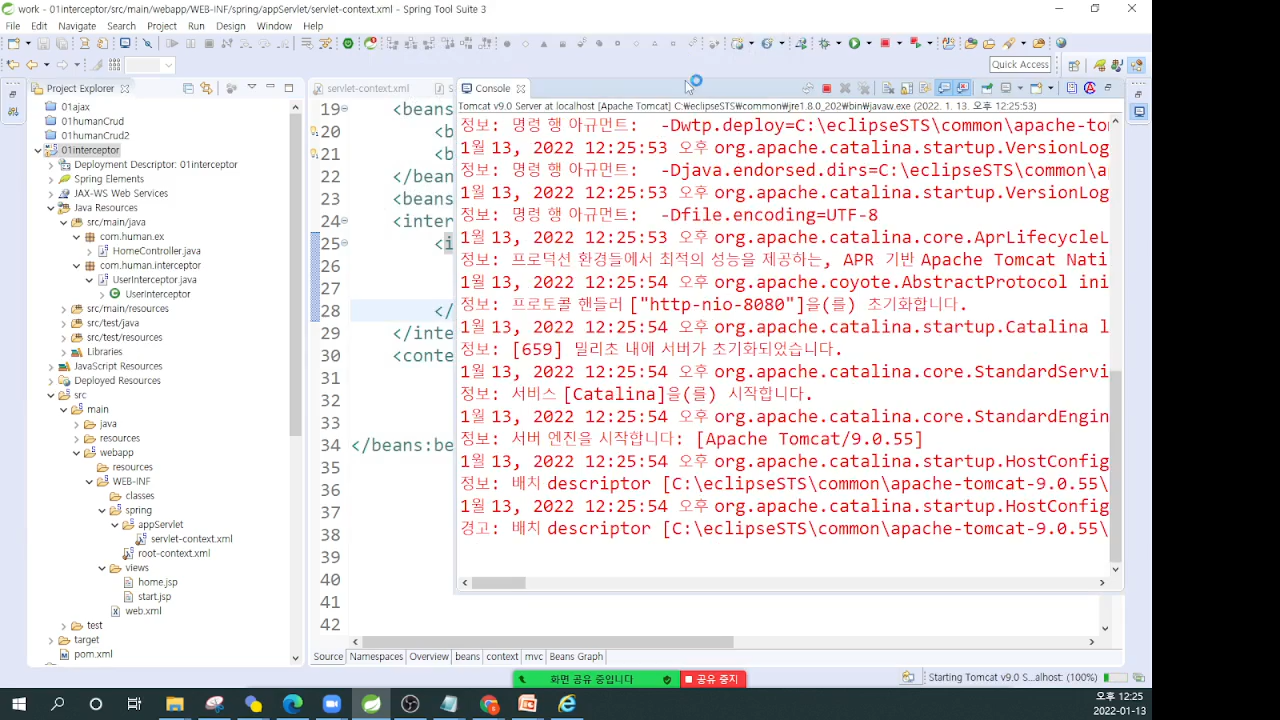 work - 01interceptor/src/main/webapp/WEB-INF/spring/appServlet/servlet-context.xml - Spring Tool Suite 3
File Edit Navigate Search Project Run Design Window Help
Quick Access
Project Explorer
01ajax
01humanCrud
01humanCrud2
01interceptor
Deployment Descriptor: 01interceptor
Spring Elements
JAX-WS Web Services
Java Resources
src/main/java
com.human.ex
HomeController.java
com.human.interceptor
UserInterceptor.java
UserInterceptor
src/main/resources
src/test/java
src/test/resources
Libraries
JavaScript Resources
Deployed Resources
src
main
java
resources
webapp
resources
WEB-INF
classes
spring
appServlet
servlet-context.xml
root-context.xml
views
home.jsp
start.jsp
web.xml
test
target
pom.xml
servlet-context.xml
19 <beans
20 <b
21 <b
22 </bean
23 <beans
24 <inter
25 <i
26
27
28 </
29 </inte
30 <conte
31
32
33
34 </beans:be
35
36
37
38
39
40
41
42
Console
Tomcat v9.0 Server at localhost [Apache Tomcat] C:₩eclipseSTS₩common₩jre1.8.0_202₩bin₩javaw.exe (2022. 1. 13. 오후 12:25:53)
정보: 명령 행 아규먼트:  -Dwtp.deploy=C:\eclipseSTS\common\apache-to
1월 13, 2022 12:25:53 오후 org.apache.catalina.startup.VersionLog
정보: 명령 행 아규먼트:  -Djava.endorsed.dirs=C:\eclipseSTS\common\a
1월 13, 2022 12:25:53 오후 org.apache.catalina.startup.VersionLog
정보: 명령 행 아규먼트:  -Dfile.encoding=UTF-8
1월 13, 2022 12:25:53 오후 org.apache.catalina.core.AprLifecycleL
정보: 프로덕션 환경들에서 최적의 성능을 제공하는, APR 기반 Apache Tomcat Nati
1월 13, 2022 12:25:54 오후 org.apache.coyote.AbstractProtocol ini
정보: 프로토콜 핸들러 ["http-nio-8080"]을(를) 초기화합니다.
1월 13, 2022 12:25:54 오후 org.apache.catalina.startup.Catalina l
정보: [659] 밀리초 내에 서버가 초기화되었습니다.
1월 13, 2022 12:25:54 오후 org.apache.catalina.core.StandardServi
정보: 서비스 [Catalina]을(를) 시작합니다.
1월 13, 2022 12:25:54 오후 org.apache.catalina.core.StandardEngin
정보: 서버 엔진을 시작합니다: [Apache Tomcat/9.0.55]
1월 13, 2022 12:25:54 오후 org.apache.catalina.startup.HostConfig
정보: 배치 descriptor [C:\eclipseSTS\common\apache-tomcat-9.0.55\
1월 13, 2022 12:25:54 오후 org.apache.catalina.startup.HostConfig
경고: 배치 descriptor [C:\eclipseSTS\common\apache-tomcat-9.0.55\
Source Namespaces Overview beans context mvc Beans Graph
화면 공유 중입니다 공유 중지
Starting Tomcat v9.0 S...alhost: (100%)
오후 12:25
2022-01-13